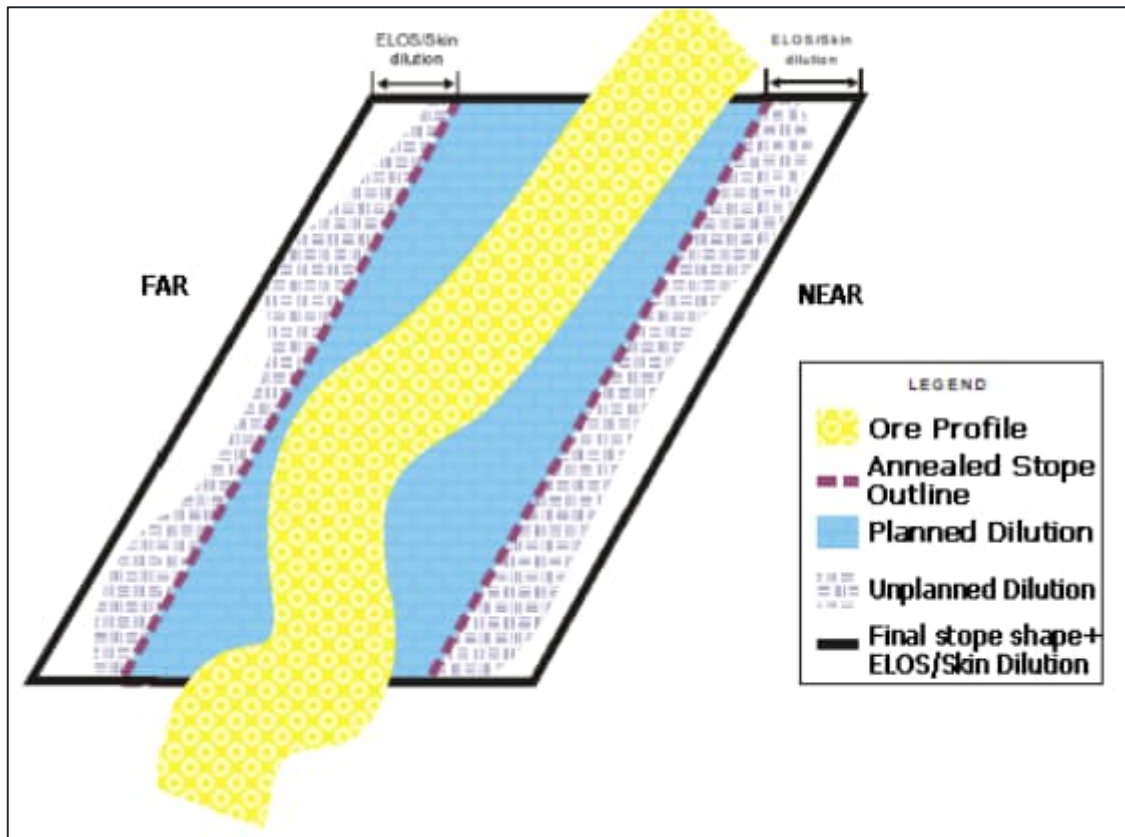 ELOS/Skin
dilution
ELOS/Skin
dilution
FAR
NEAR
LEGEND
Ore Profile
Annealed Stope
Outline
Planned Dilution
Unplanned Dilution
Final stope shape+
ELOS/Skin Dilution